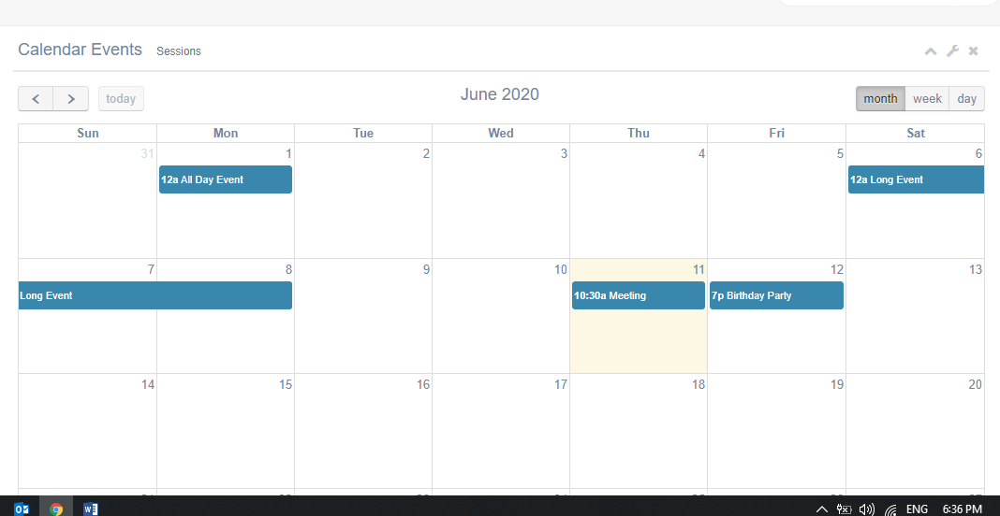 Calendar Events Sessions
today
June 2020
month week day
Sun Mon Tue Wed Thu Fri Sat
31 1 2 3 4 5 6
12a All Day Event 12a Long Event
7 8 9 10 11 12 13
Long Event 10:30a Meeting 7p Birthday Party
14 15 16 17 18 19 20
ENG 6:36 PM